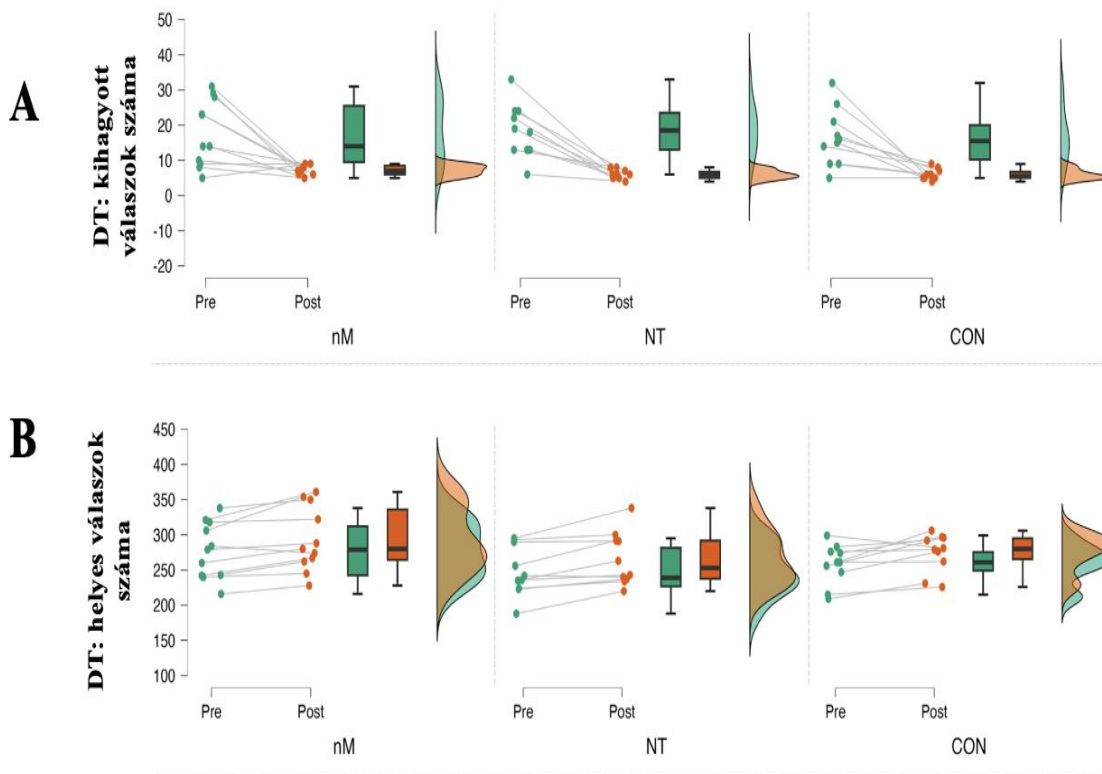 A
DT: kihagyott
válaszok száma
50
40
30
20
10
0
-10
-20
Pre
Post
Pre
Post
Pre
Post
nM
NT
CON
B
DT: helyes válaszok
száma
450
400
350
300
250
200
150
100
Pre
Post
Pre
Post
Pre
Post
nM
NT
CON